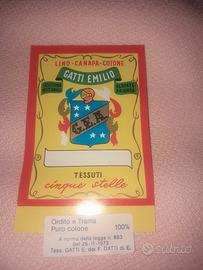 LINO-CANAPA-COTONE
GATTI EMILIO
G.E.M.
TESSUTI
cinque stelle
Ordito e Trama
Puro cotone 100%
A norma della legge n. 883
del 26-11-1973
Tess. GATTI E. dei F. GATTI di E.
subito